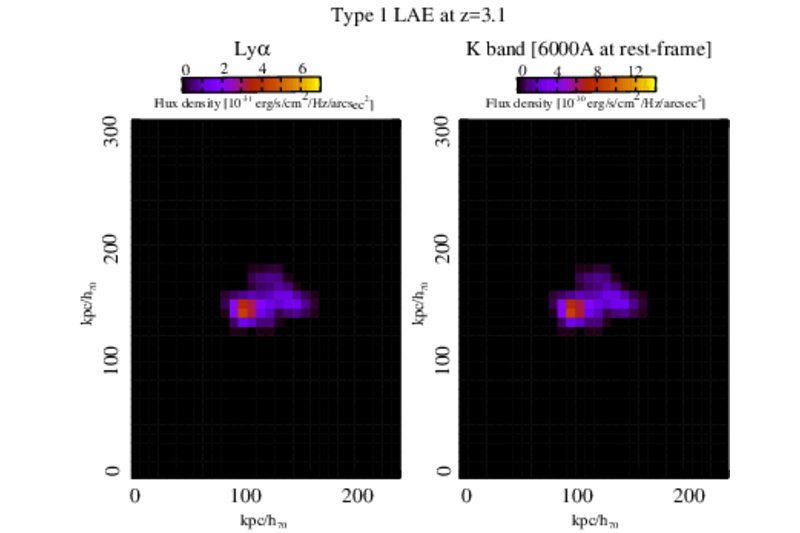 Type 1 LAE at z=3.1
Lyα
0 2 4 6
Flux density [10⁻³¹ erg/s/cm²/Hz/arcsec²]
K band [6000A at rest-frame]
0 4 8 12
Flux density [10⁻³⁰ erg/s/cm²/Hz/arcsec²]
300
200
100
0
kpc/h₇₀
0 100 200
kpc/h₇₀
300
200
100
0
kpc/h₇₀
0 100 200
kpc/h₇₀